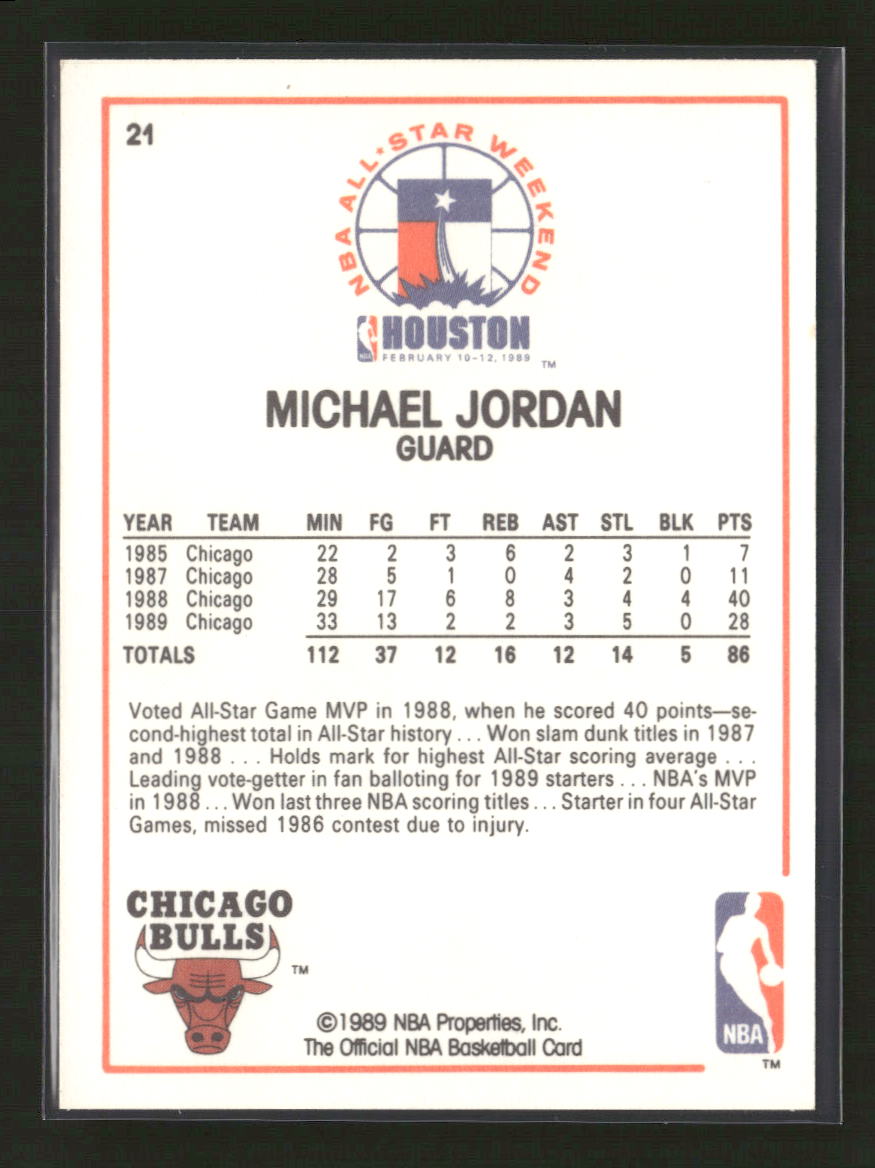 21
NBA ALL★STAR WEEKEND
NBA HOUSTON
FEBRUARY 10-12, 1989 TM
MICHAEL JORDAN
GUARD
YEAR TEAM MIN FG FT REB AST STL BLK PTS
1985 Chicago 22 2 3 6 2 3 1 7
1987 Chicago 28 5 1 0 4 2 0 11
1988 Chicago 29 17 6 8 3 4 4 40
1989 Chicago 33 13 2 2 3 5 0 28
TOTALS 112 37 12 16 12 14 5 86
Voted All-Star Game MVP in 1988, when he scored 40 points—se-
cond-highest total in All-Star history . . . Won slam dunk titles in 1987
and 1988 . . . Holds mark for highest All-Star scoring average . . .
Leading vote-getter in fan balloting for 1989 starters . . . NBA's MVP
in 1988 . . . Won last three NBA scoring titles . . . Starter in four All-Star
Games, missed 1986 contest due to injury.
CHICAGO
BULLS
TM
©1989 NBA Properties, Inc.
The Official NBA Basketball Card
NBA
TM